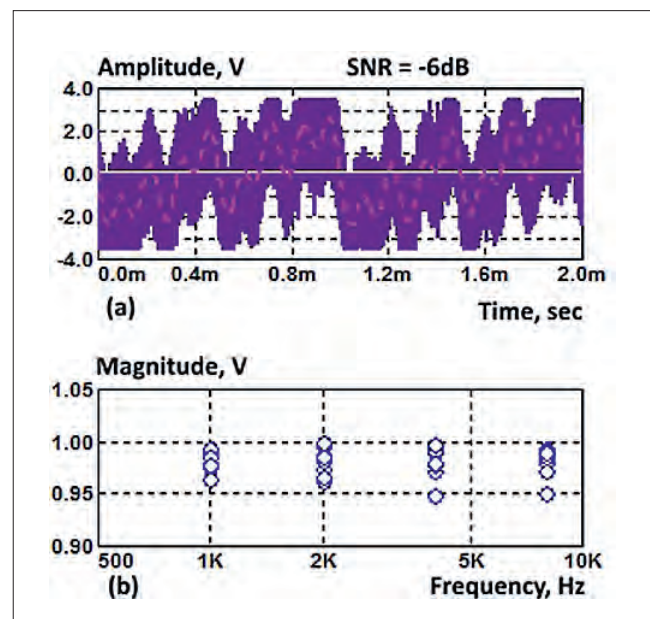 Amplitude, V SNR = -6dB
4.0
2.0
0.0
-2.0
-4.0
0.0m 0.4m 0.8m 1.2m 1.6m 2.0m
(a) Time, sec
Magnitude, V
1.05
1.00
0.95
0.90
500 1K 2K 5K 10K
(b) Frequency, Hz